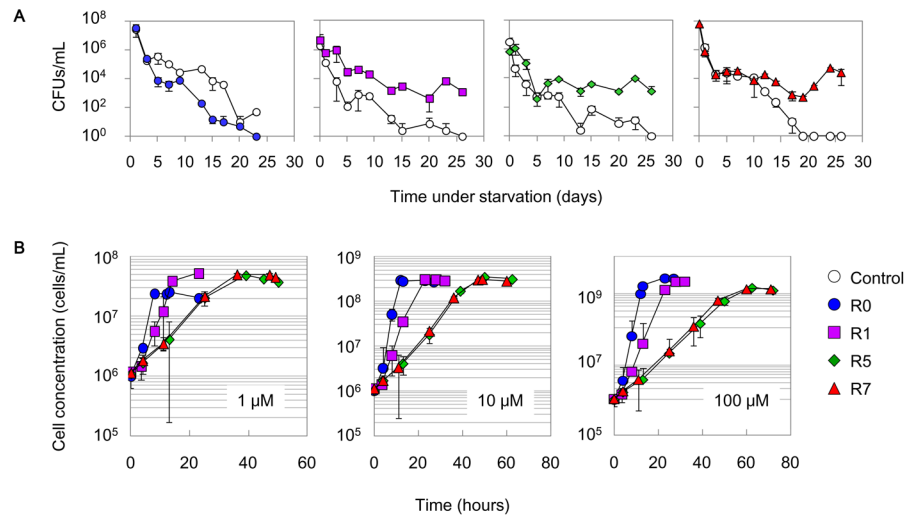 A
CFUs/mL
10⁸
10⁶
10⁴
10²
10⁰
0 5 10 15 20 25 30
0 5 10 15 20 25 30
0 5 10 15 20 25 30
0 5 10 15 20 25 30
Time under starvation (days)
B
Cell concentration (cells/mL)
10⁸
10⁷
10⁶
10⁵
1 µM
0 20 40 60
10⁹
10⁸
10⁷
10⁶
10⁵
10 µM
0 20 40 60 80
10⁹
10⁷
10⁵
100 µM
0 20 40 60 80
Time (hours)
Control
R0
R1
R5
R7